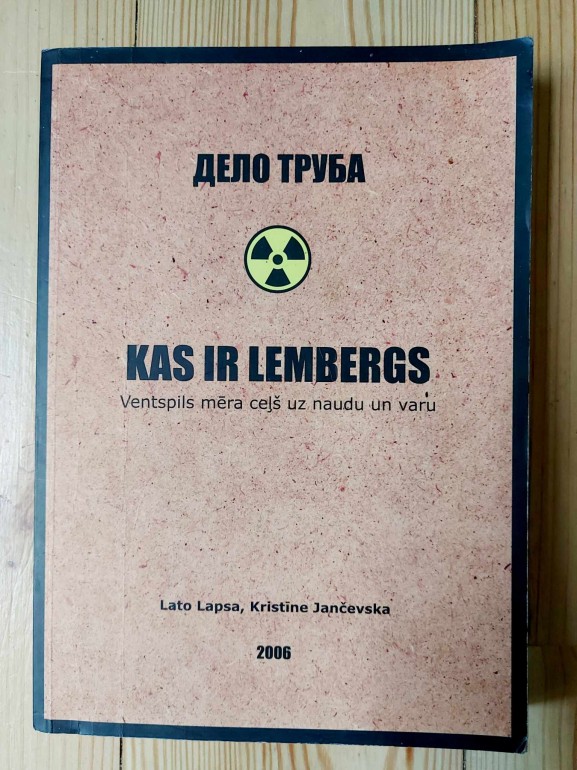 ДЕЛО ТРУБА
KAS IR LEMBERGS
Ventspils mēra ceļš uz naudu un varu
Lato Lapsa, Kristīne Jančevska
2006